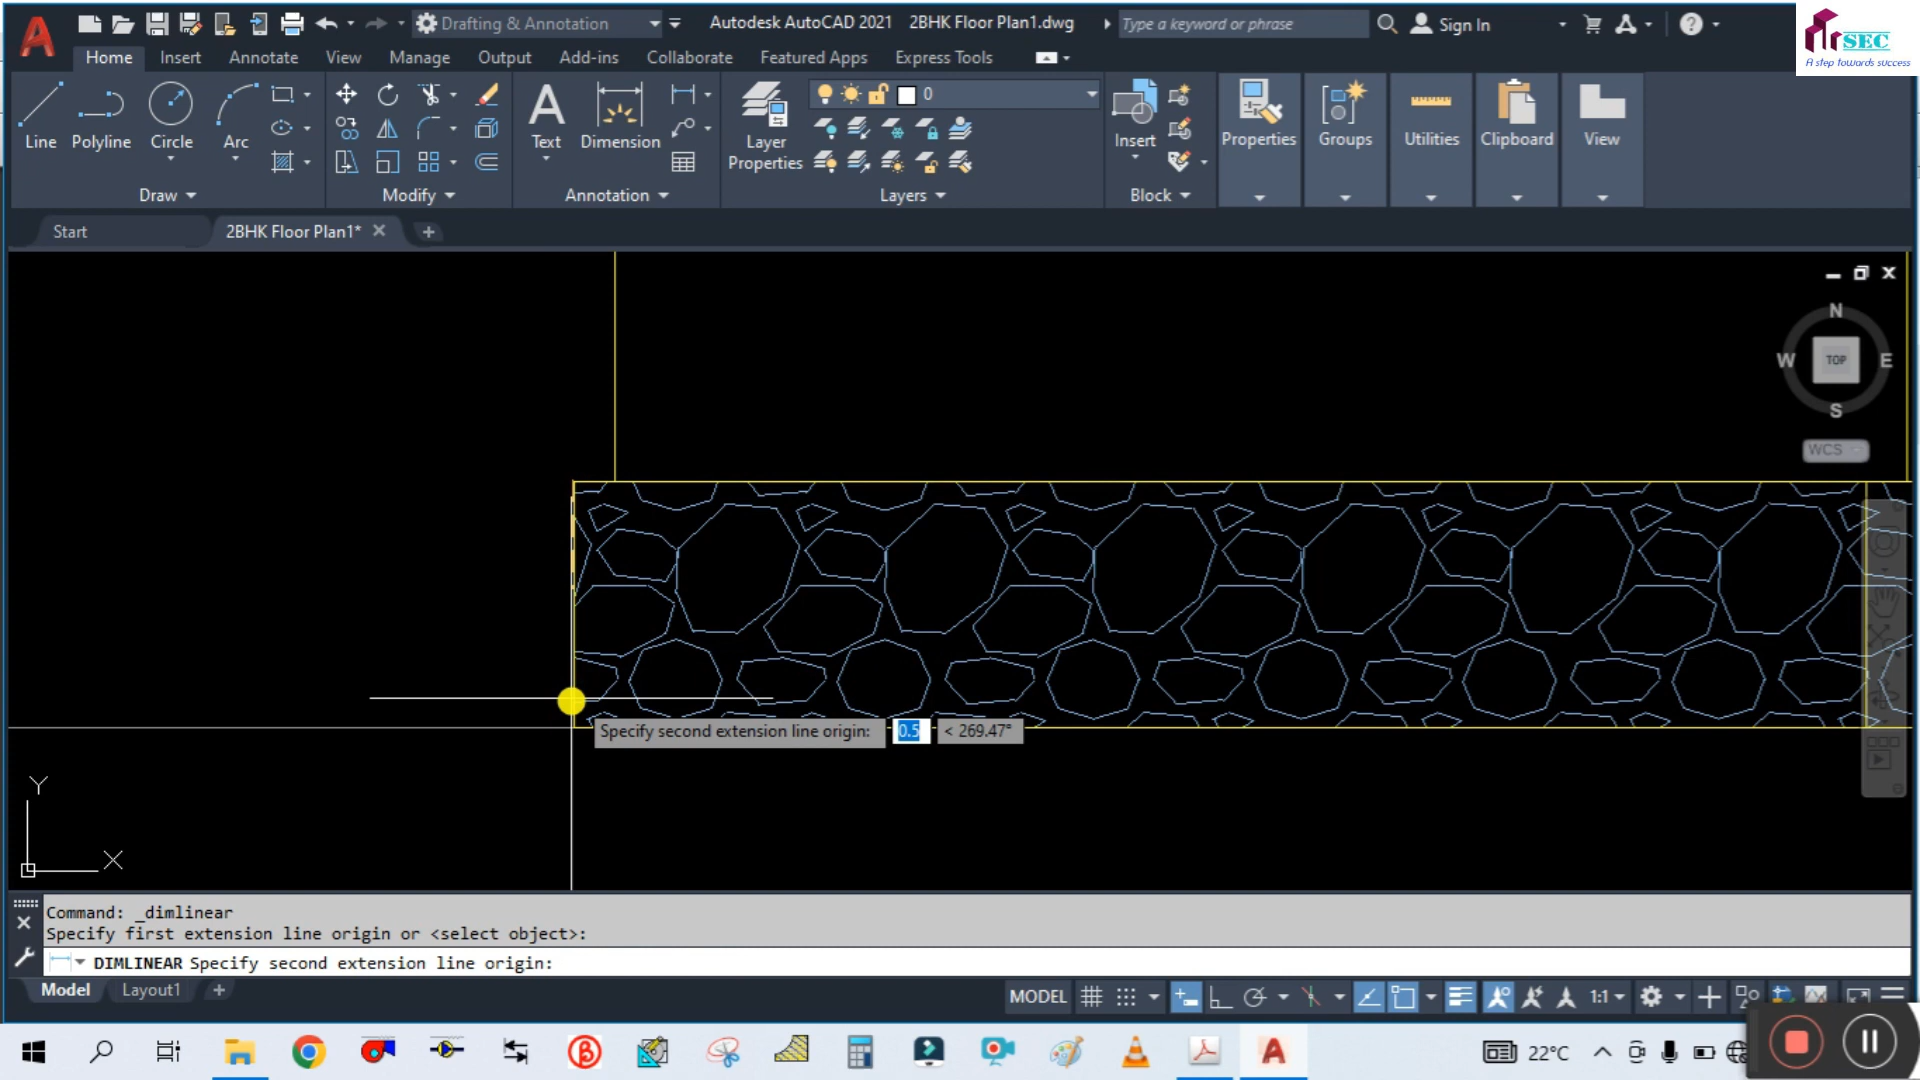 Drafting & Annotation
Autodesk AutoCAD 2021 2BHK Floor Plan1.dwg
Type a keyword or phrase
Sign In
SEC
A step towards success
Home
Insert
Annotate
View
Manage
Output
Add-ins
Collaborate
Featured Apps
Express Tools
0
Line
Polyline
Circle
Arc
Text
Dimension
Layer
Properties
Insert
Properties
Groups
Utilities
Clipboard
View
Draw
Modify
Annotation
Layers
Block
Start
2BHK Floor Plan1*
N
W
TOP
E
S
WCS
Specify second extension line origin: 0.5 < 269.47°
Y
X
Command: _dimlinear
Specify first extension line origin or <select object>:
DIMLINEAR Specify second extension line origin:
Model
Layout1
MODEL
1:1
22°C